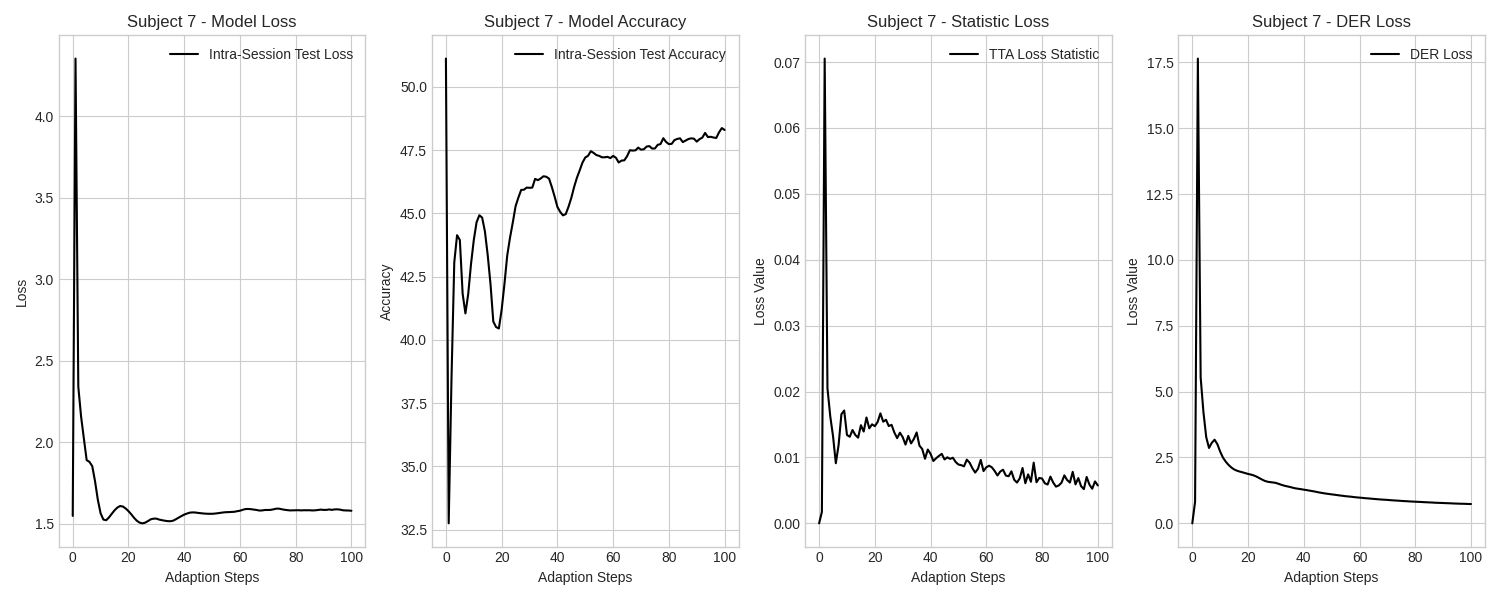 Subject 7 - Model Loss
Intra-Session Test Loss
4.0
3.5
3.0
2.5
2.0
1.5
Loss
0 20 40 60 80 100
Adaption Steps
Subject 7 - Model Accuracy
Intra-Session Test Accuracy
50.0
47.5
45.0
42.5
40.0
37.5
35.0
32.5
Accuracy
0 20 40 60 80 100
Adaption Steps
Subject 7 - Statistic Loss
TTA Loss Statistic
0.07
0.06
0.05
0.04
0.03
0.02
0.01
0.00
Loss Value
0 20 40 60 80 100
Adaption Steps
Subject 7 - DER Loss
DER Loss
17.5
15.0
12.5
10.0
7.5
5.0
2.5
0.0
Loss Value
0 20 40 60 80 100
Adaption Steps